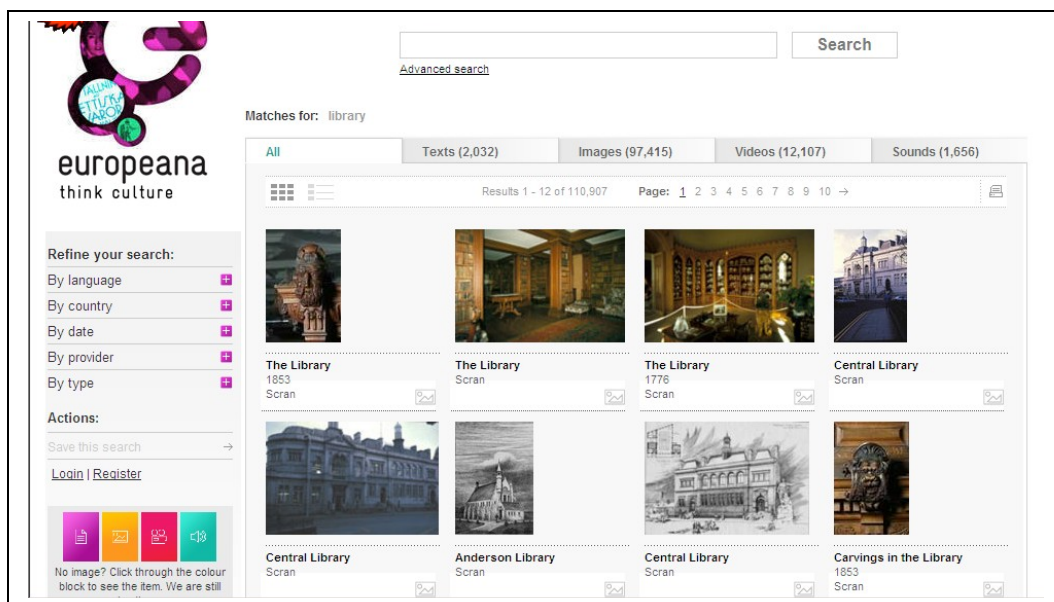 TALLINN
ETTIŠKA
VAROR
europeana
think culture
Search
Advanced search
Matches for: library
All
Texts (2,032)
Images (97,415)
Videos (12,107)
Sounds (1,656)
Results 1 - 12 of 110,907
Page: 1 2 3 4 5 6 7 8 9 10 →
Refine your search:
By language
By country
By date
By provider
By type
Actions:
Save this search →
Login | Register
No image? Click through the colour
block to see the item. We are still
The Library
1853
Scran
The Library
Scran
The Library
1776
Scran
Central Library
Scran
Central Library
Scran
Anderson Library
Scran
Central Library
Scran
Carvings in the Library
1853
Scran